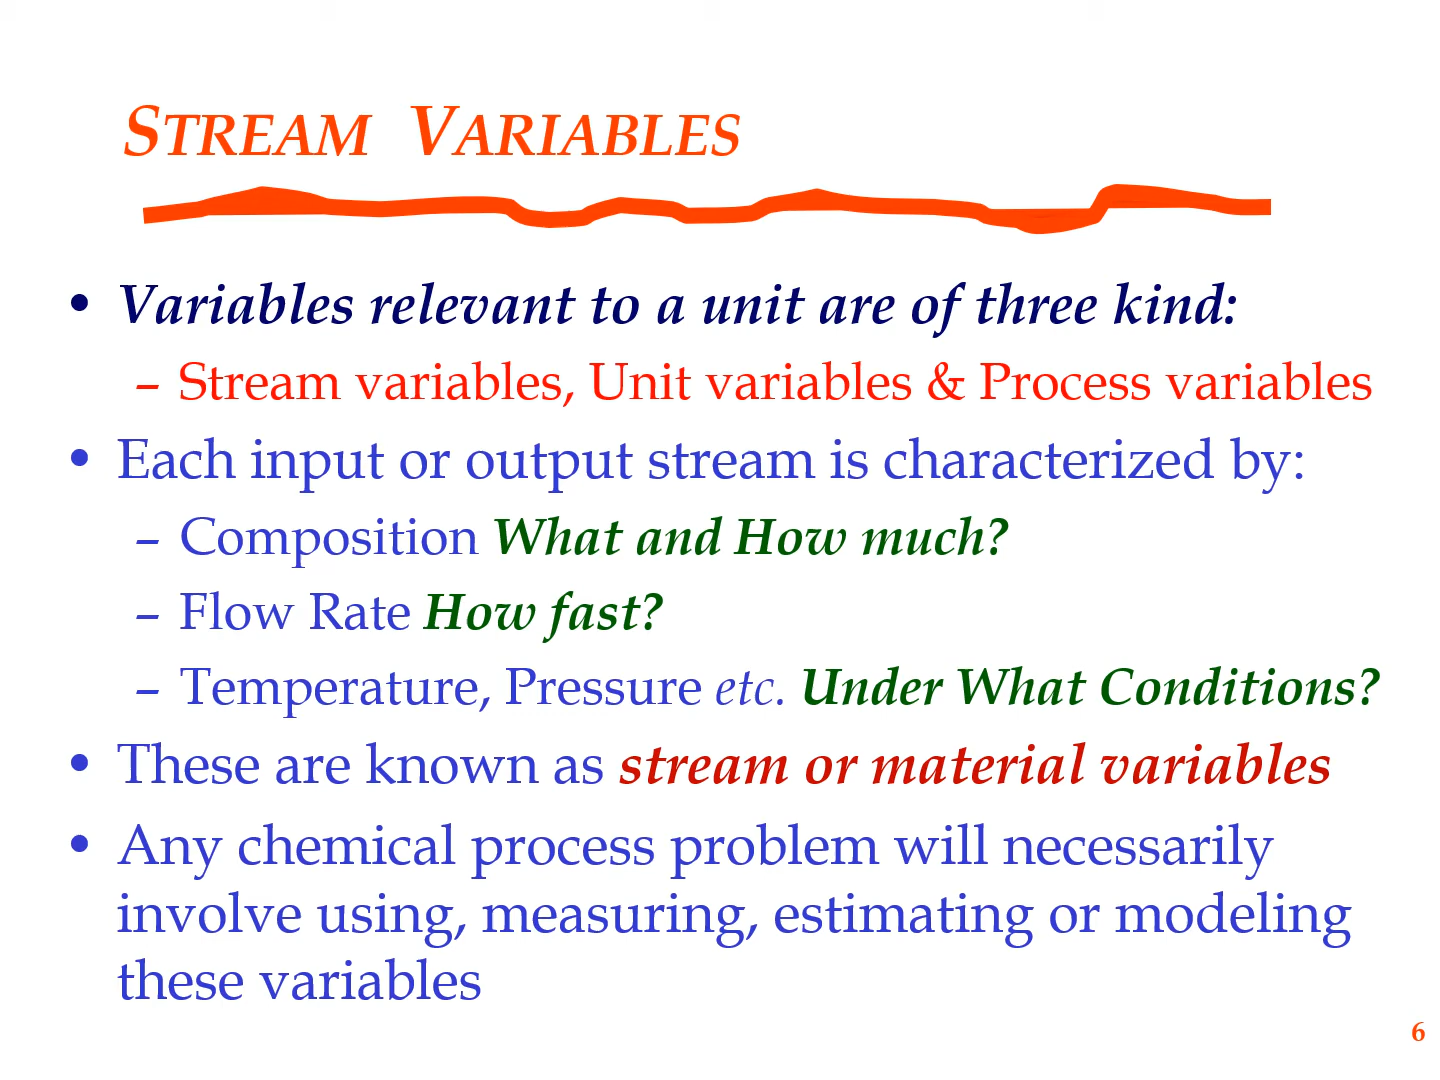 STREAM VARIABLES
• Variables relevant to a unit are of three kind:
– Stream variables, Unit variables & Process variables
• Each input or output stream is characterized by:
– Composition What and How much?
– Flow Rate How fast?
– Temperature, Pressure etc. Under What Conditions?
• These are known as stream or material variables
• Any chemical process problem will necessarily
involve using, measuring, estimating or modeling
these variables
6